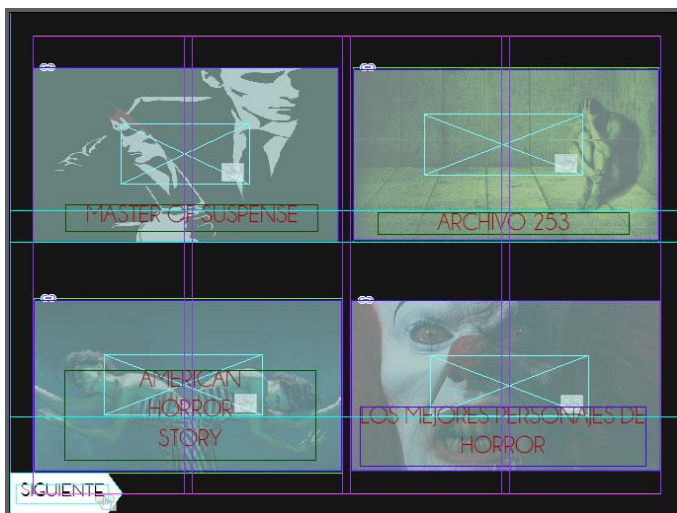 MASTER OF SUSPENSE
ARCHIVO 253
AMERICAN
HORROR
STORY
LOS MEJORES PERSONAJES DE
HORROR
SIGUIENTE